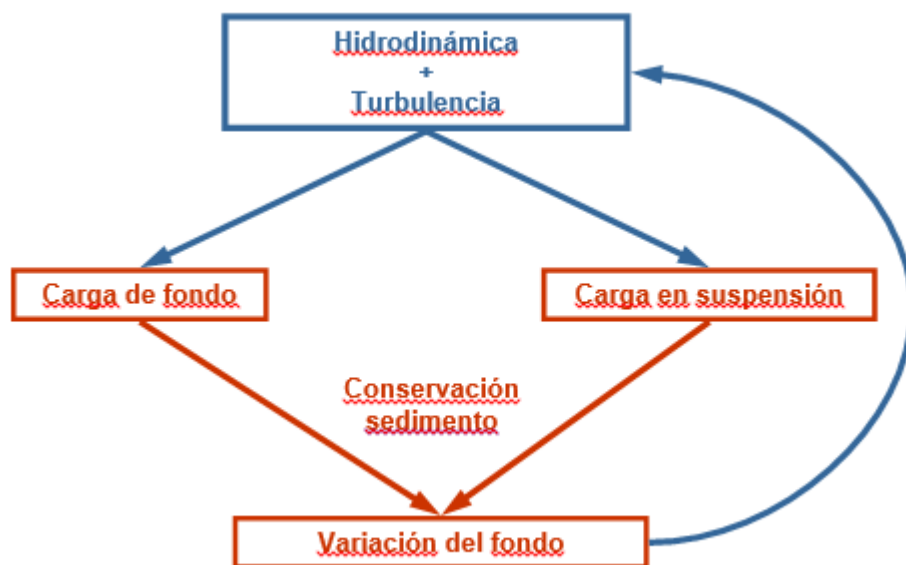 Hidrodinámica
+
Turbulencia
Carga de fondo
Carga en suspensión
Conservación
sedimento
Variación del fondo